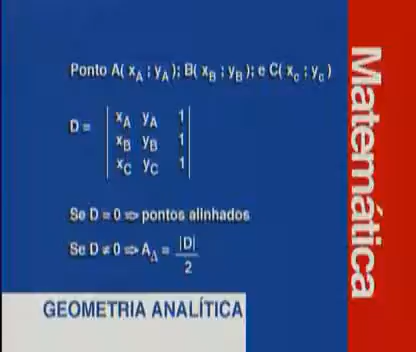 Ponto A( xA ; yA ); B( xB ; yB ); e C( xc ; yc )
D = | xA yA 1 |
| xB yB 1 |
| xC yC 1 |
Se D = 0 ⇒ pontos alinhados
Se D ≠ 0 ⇒ A∆ = |D| / 2
GEOMETRIA ANALÍTICA
Matemática